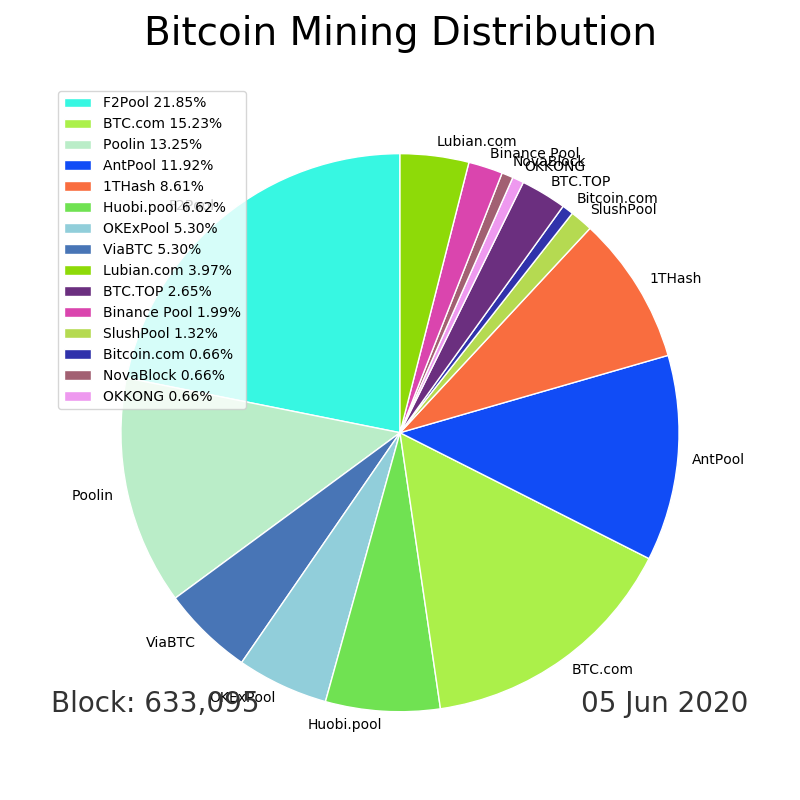 Bitcoin Mining Distribution
F2Pool 21.85%
BTC.com 15.23%
Poolin 13.25%
AntPool 11.92%
1THash 8.61%
Huobi.pool 6.62%
OKExPool 5.30%
ViaBTC 5.30%
Lubian.com 3.97%
BTC.TOP 2.65%
Binance Pool 1.99%
SlushPool 1.32%
Bitcoin.com 0.66%
NovaBlock 0.66%
OKKONG 0.66%
Lubian.com
Binance Pool
NovaBlock
OKKONG
BTC.TOP
Bitcoin.com
SlushPool
1THash
AntPool
BTC.com
Huobi.pool
OKExPool
ViaBTC
Poolin
F2Pool
Block: 633,095
05 Jun 2020